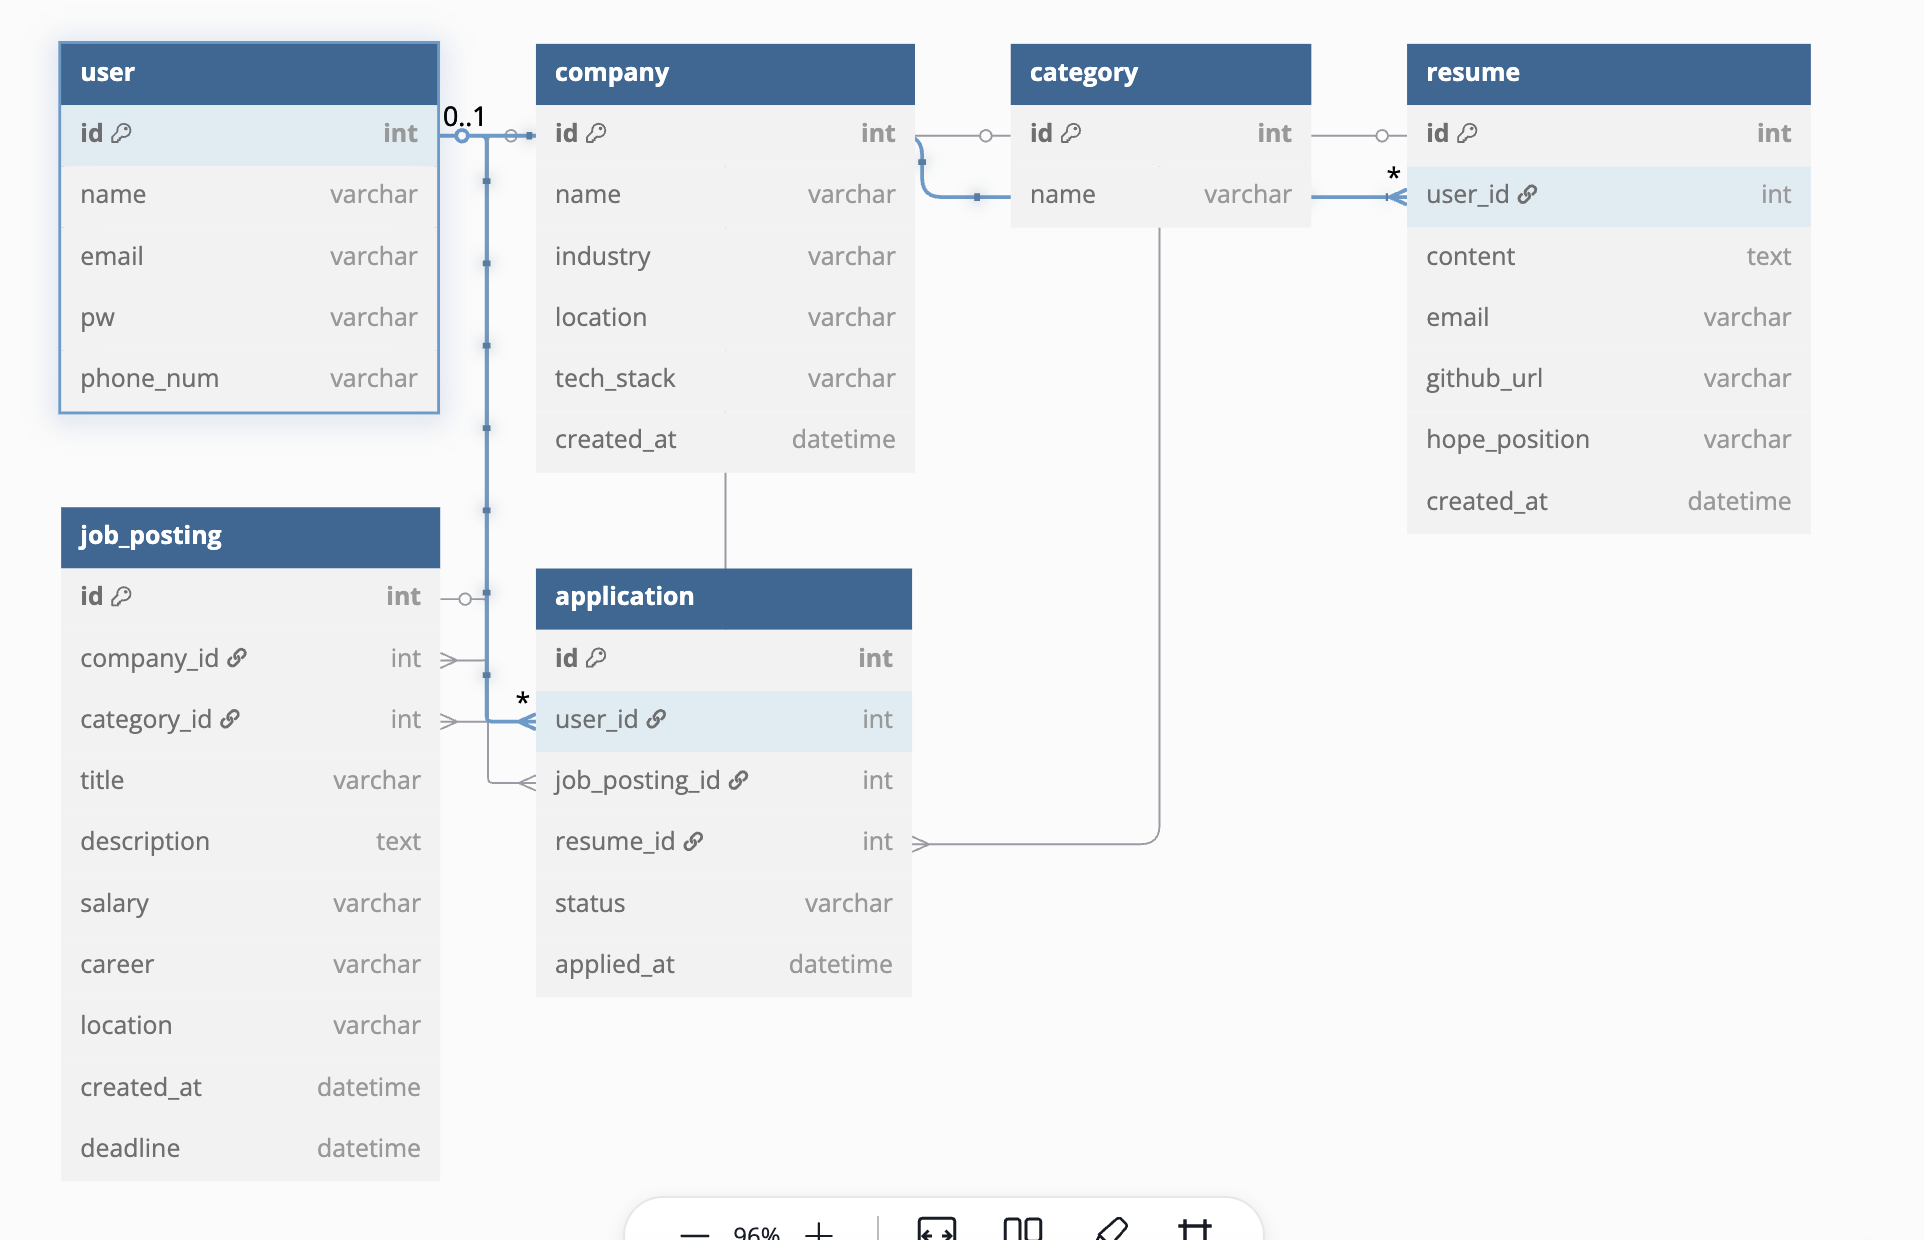 user
id int
name varchar
email varchar
pw varchar
phone_num varchar
0..1
company
id int
name varchar
industry varchar
location varchar
tech_stack varchar
created_at datetime
category
id int
name varchar
resume
id int
*
user_id int
content text
email varchar
github_url varchar
hope_position varchar
created_at datetime
job_posting
id int
company_id int
category_id int
title varchar
description text
salary varchar
career varchar
location varchar
created_at datetime
deadline datetime
application
id int
*
user_id int
job_posting_id int
resume_id int
status varchar
applied_at datetime
96%